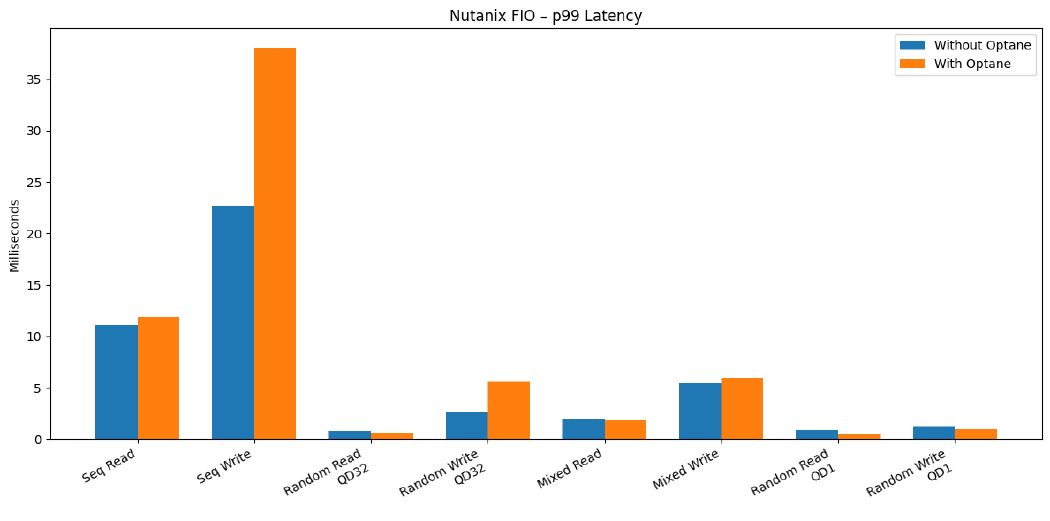 Nutanix FIO – p99 Latency
Without Optane
With Optane
Milliseconds
35
30
25
20
15
10
5
0
Seq Read
Seq Write
Random Read
QD32
Random Write
QD32
Mixed Read
Mixed Write
Random Read
QD1
Random Write
QD1